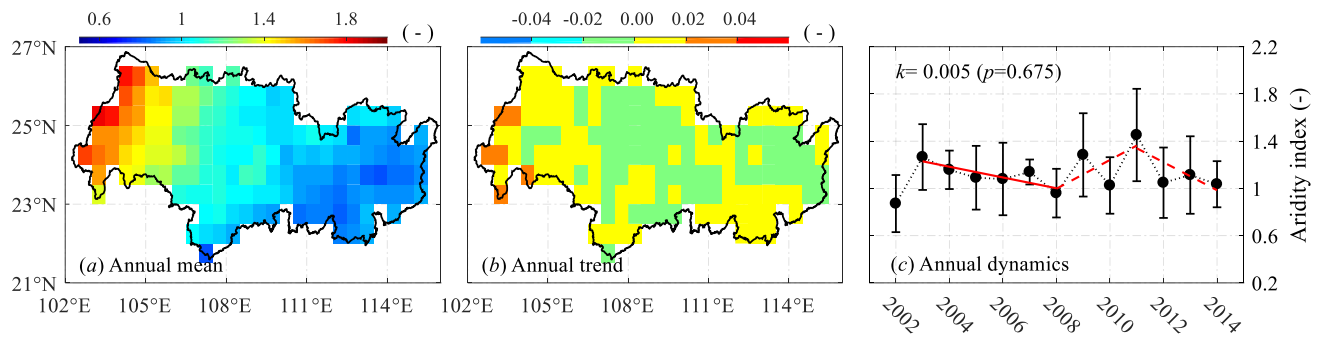 0.6 1 1.4 1.8 (-)
-0.04 -0.02 0.00 0.02 0.04 (-)
27°N
25°N
23°N
21°N
102°E 105°E 108°E 111°E 114°E
(a) Annual mean
102°E 105°E 108°E 111°E 114°E
(b) Annual trend
k= 0.005 (p=0.675)
(c) Annual dynamics
2.2
1.8
1.4
1
0.6
0.2
Aridity index (-)
2002 2004 2006 2008 2010 2012 2014